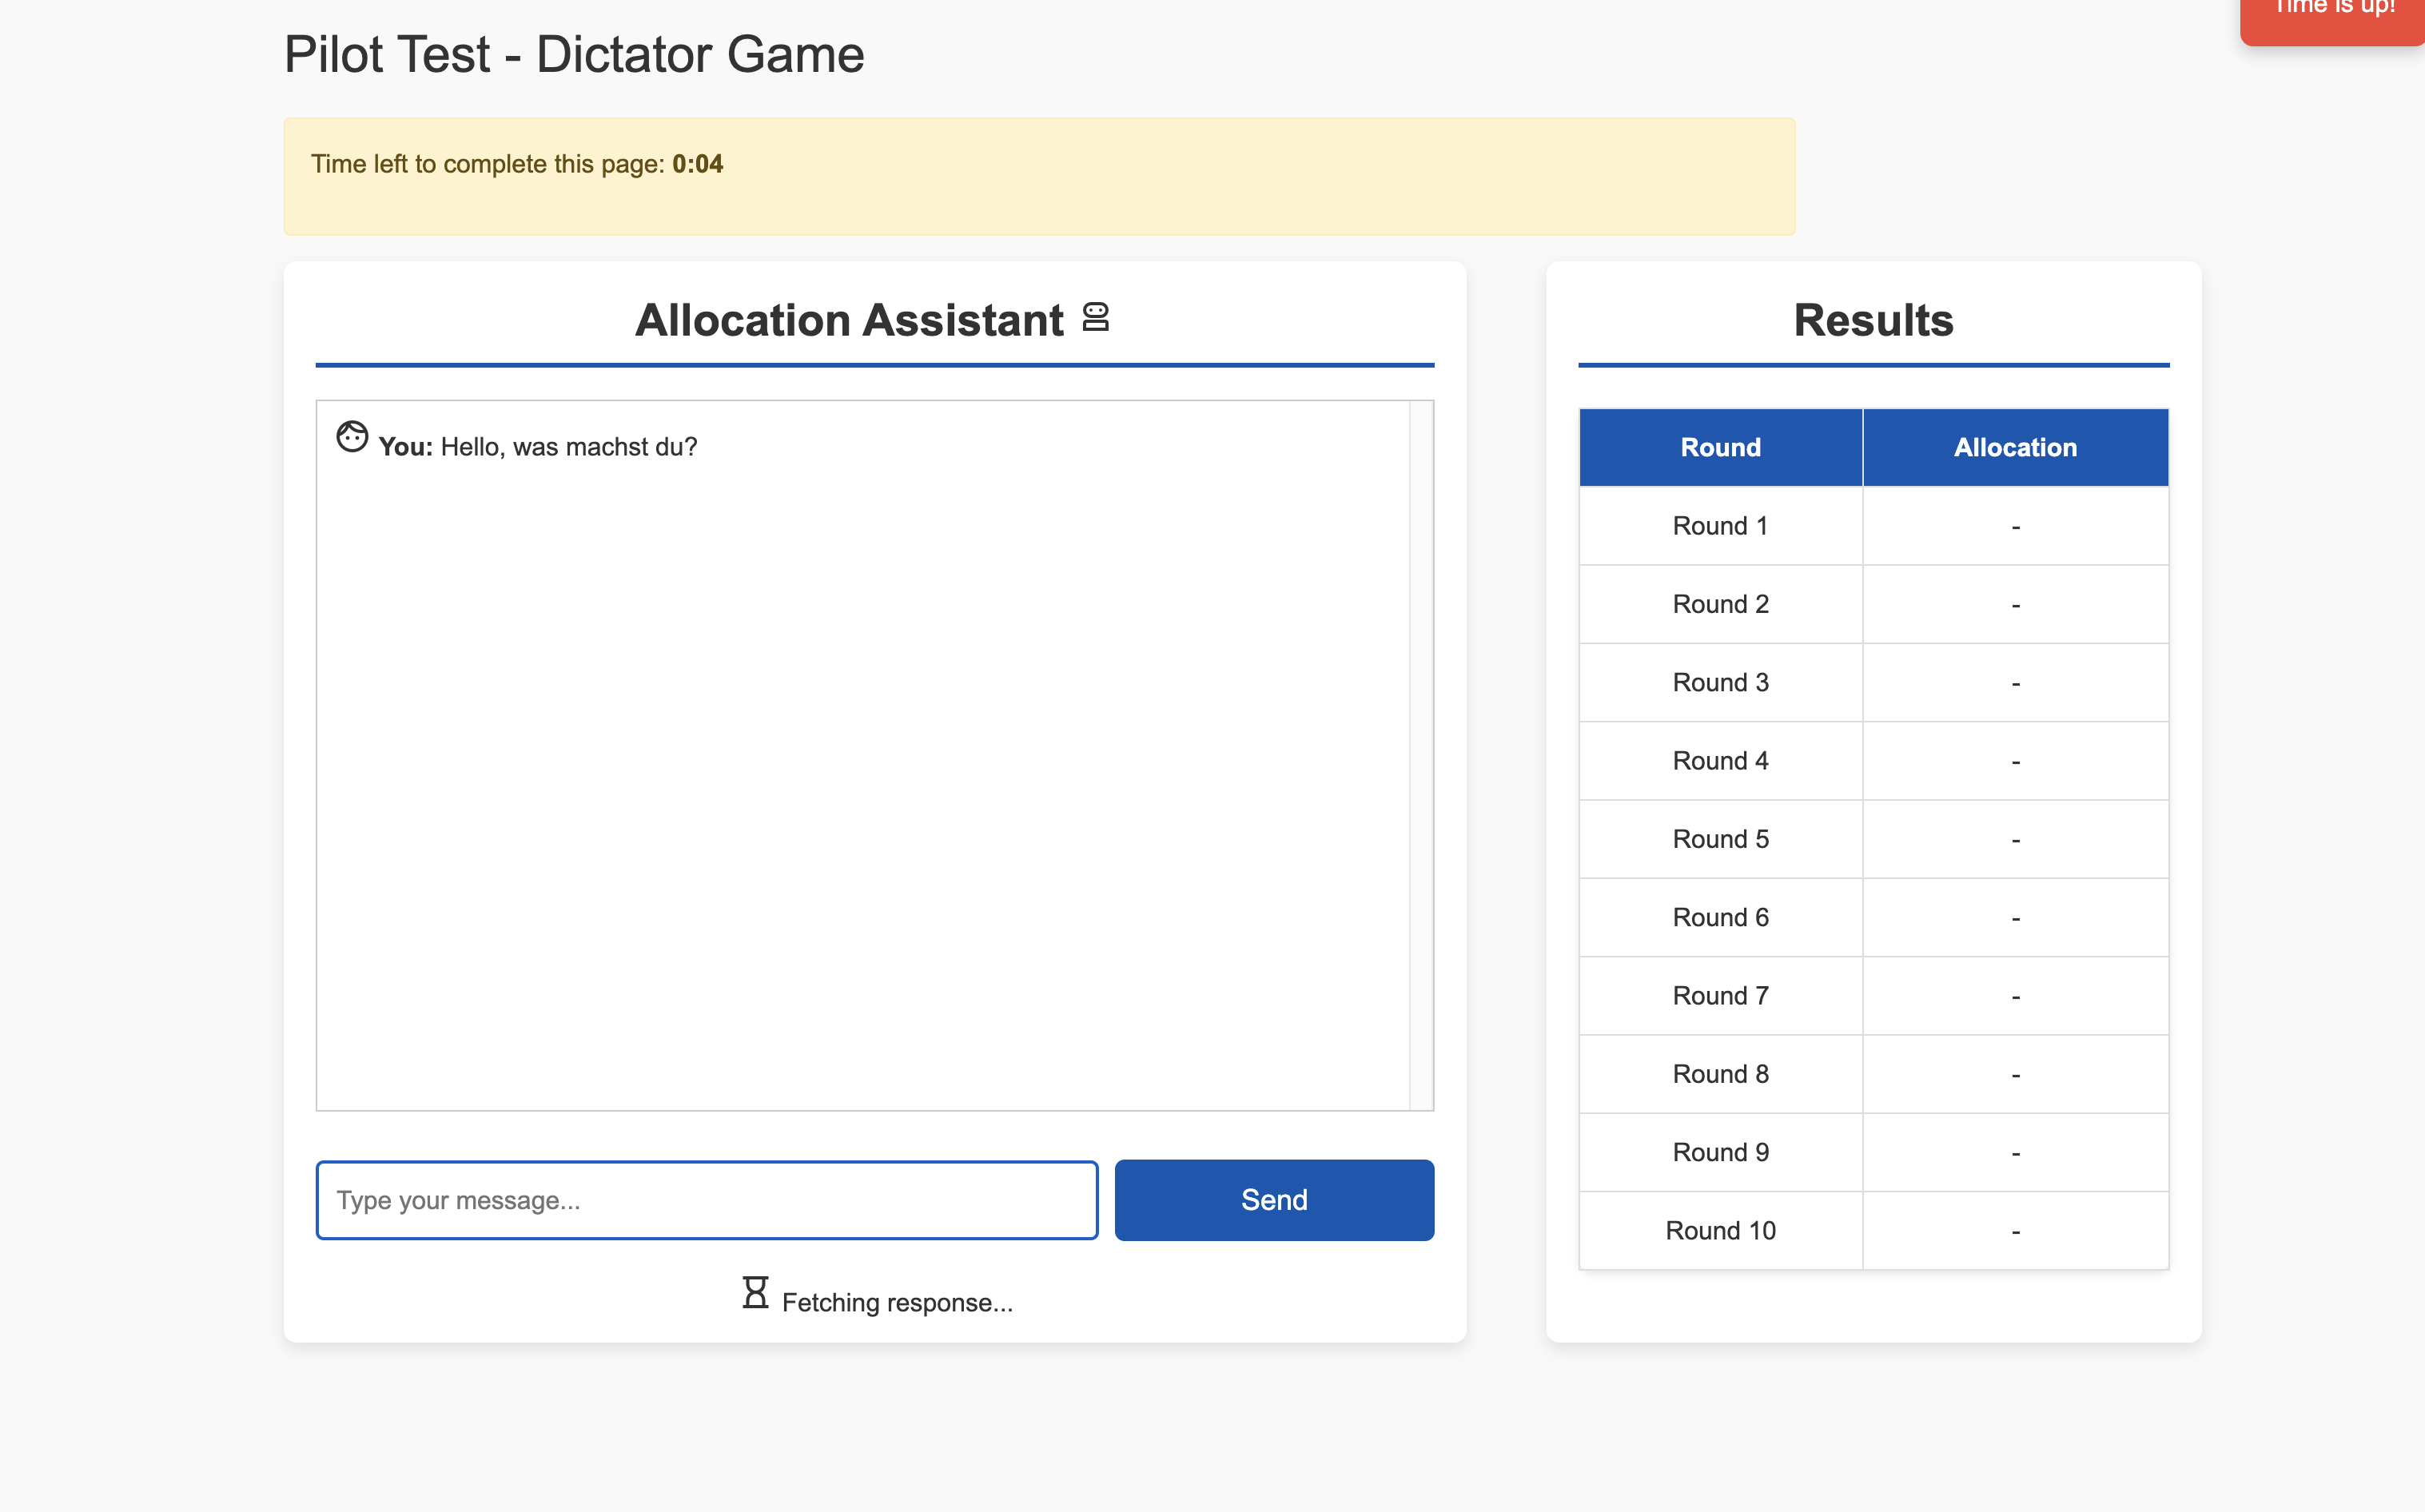 Time is up!
Pilot Test - Dictator Game
Time left to complete this page: 0:04
Allocation Assistant
You: Hello, was machst du?
Type your message...
Send
Fetching response...
Results
Round Allocation
Round 1 -
Round 2 -
Round 3 -
Round 4 -
Round 5 -
Round 6 -
Round 7 -
Round 8 -
Round 9 -
Round 10 -